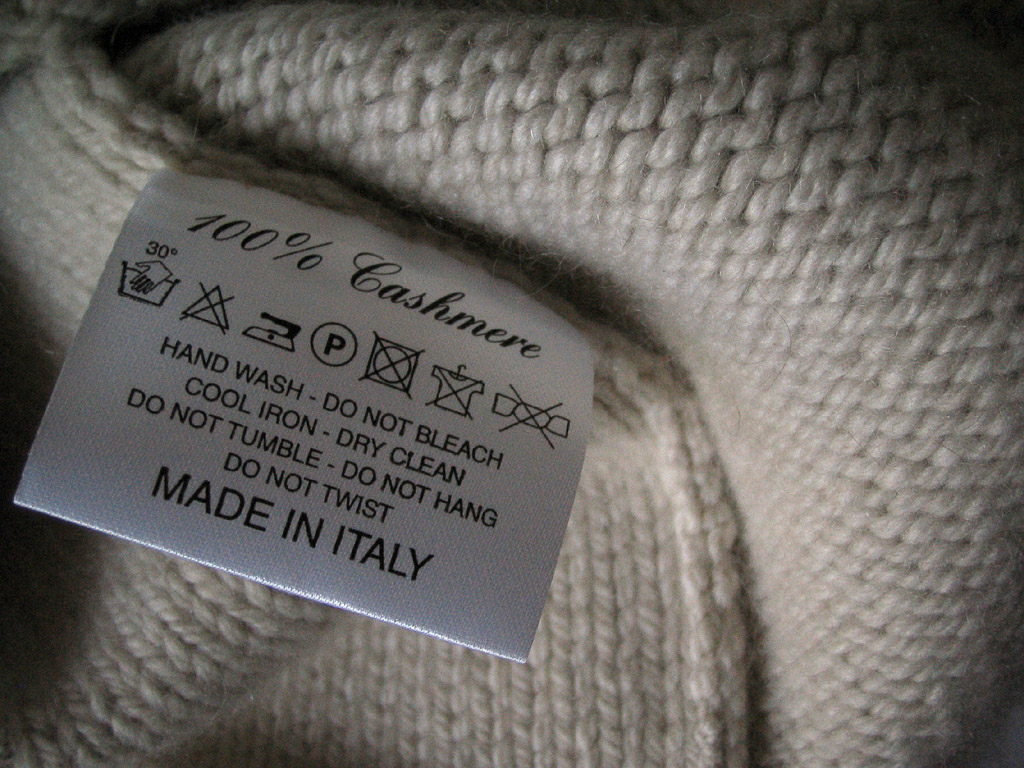 100% Cashmere
30°
P
HAND WASH - DO NOT BLEACH
COOL IRON - DRY CLEAN
DO NOT TUMBLE - DO NOT HANG
DO NOT TWIST
MADE IN ITALY